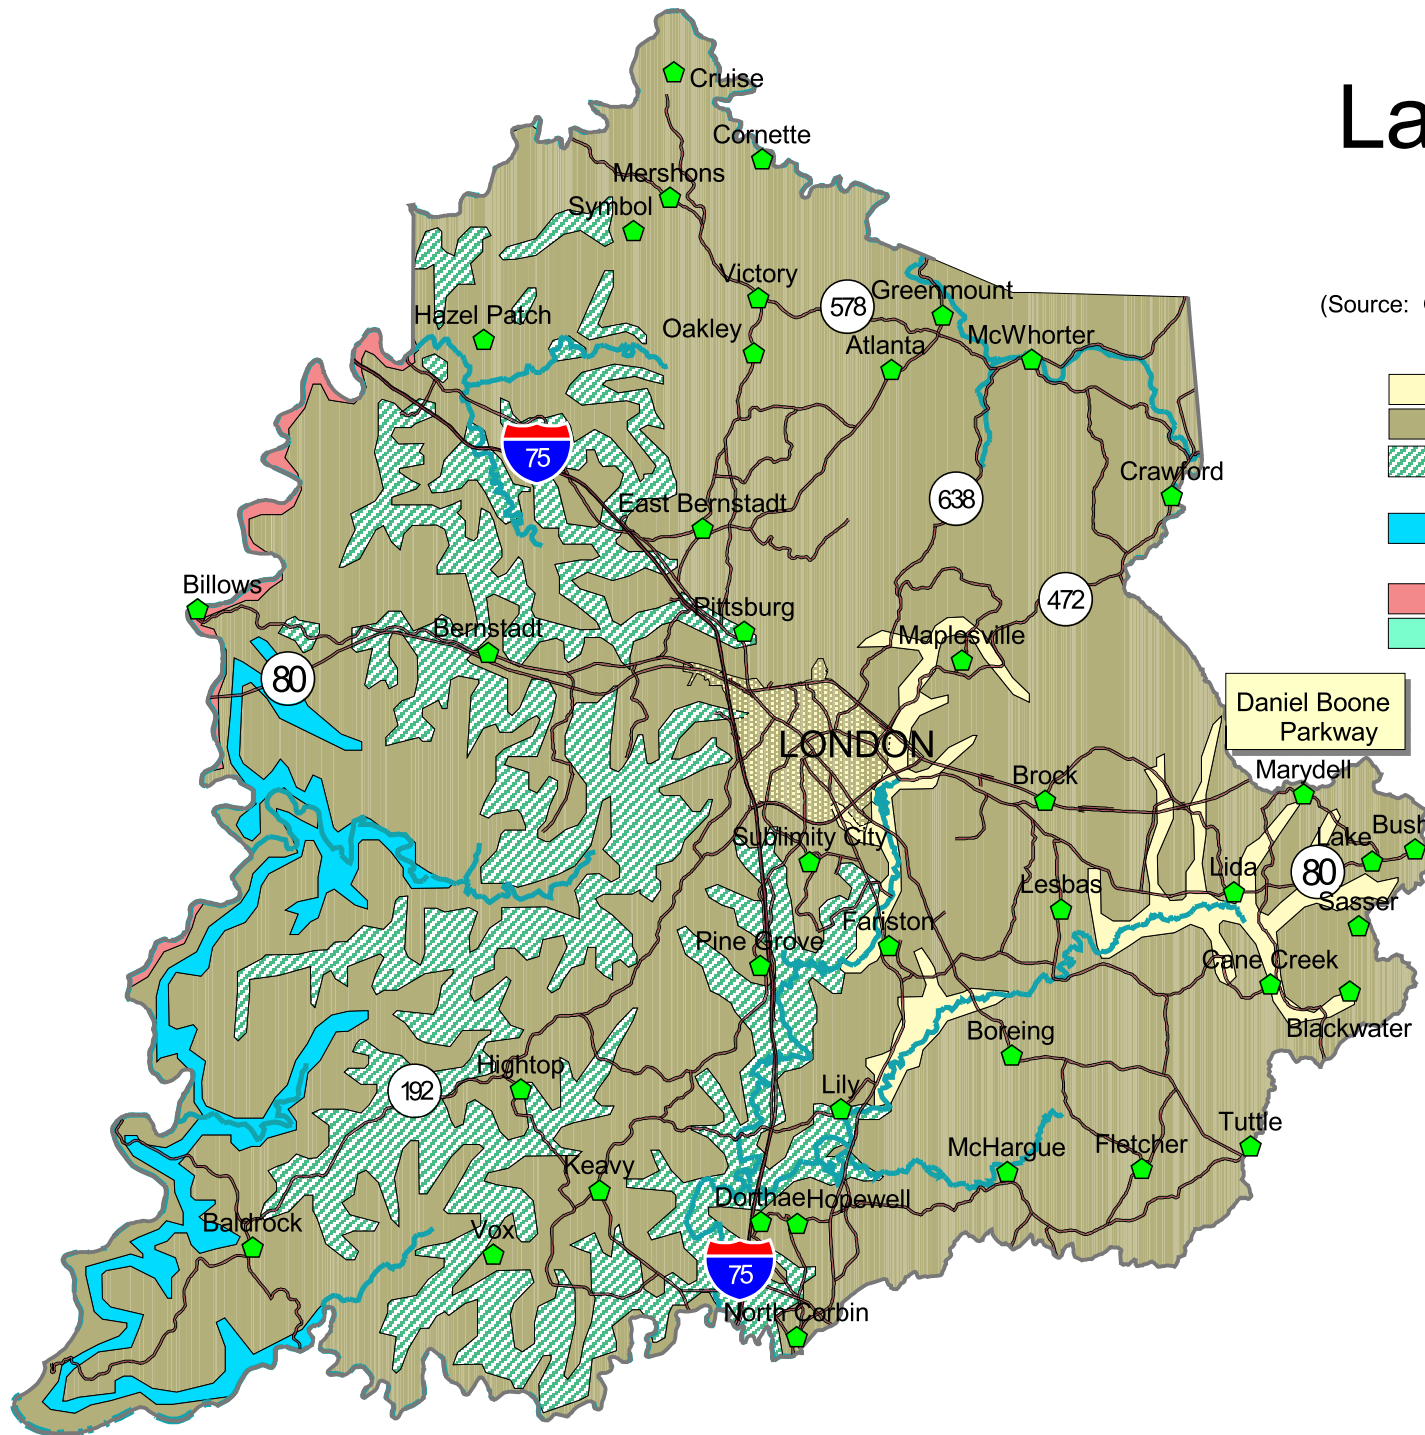 Cruise
La
Cornette
Mershons
Symbol
Victory
578
Greenmount
(Source:
Hazel Patch
Oakley
Atlanta
McWhorter
75
East Bernstadt
638
Crawford
Billows
Pittsburg
472
Bernstadt
Maplesville
80
Daniel Boone
Parkway
LONDON
Brock
Marydell
Sublimity City
Lake
Bush
Lida
80
Lesbas
Sasser
Fariston
Pine Grove
Cane Creek
Boreing
Blackwater
Hightop
192
Lily
Tuttle
McHargue
Fletcher
Keavy
Dorthae
Hopewell
Baldrock
Vox
75
North Corbin